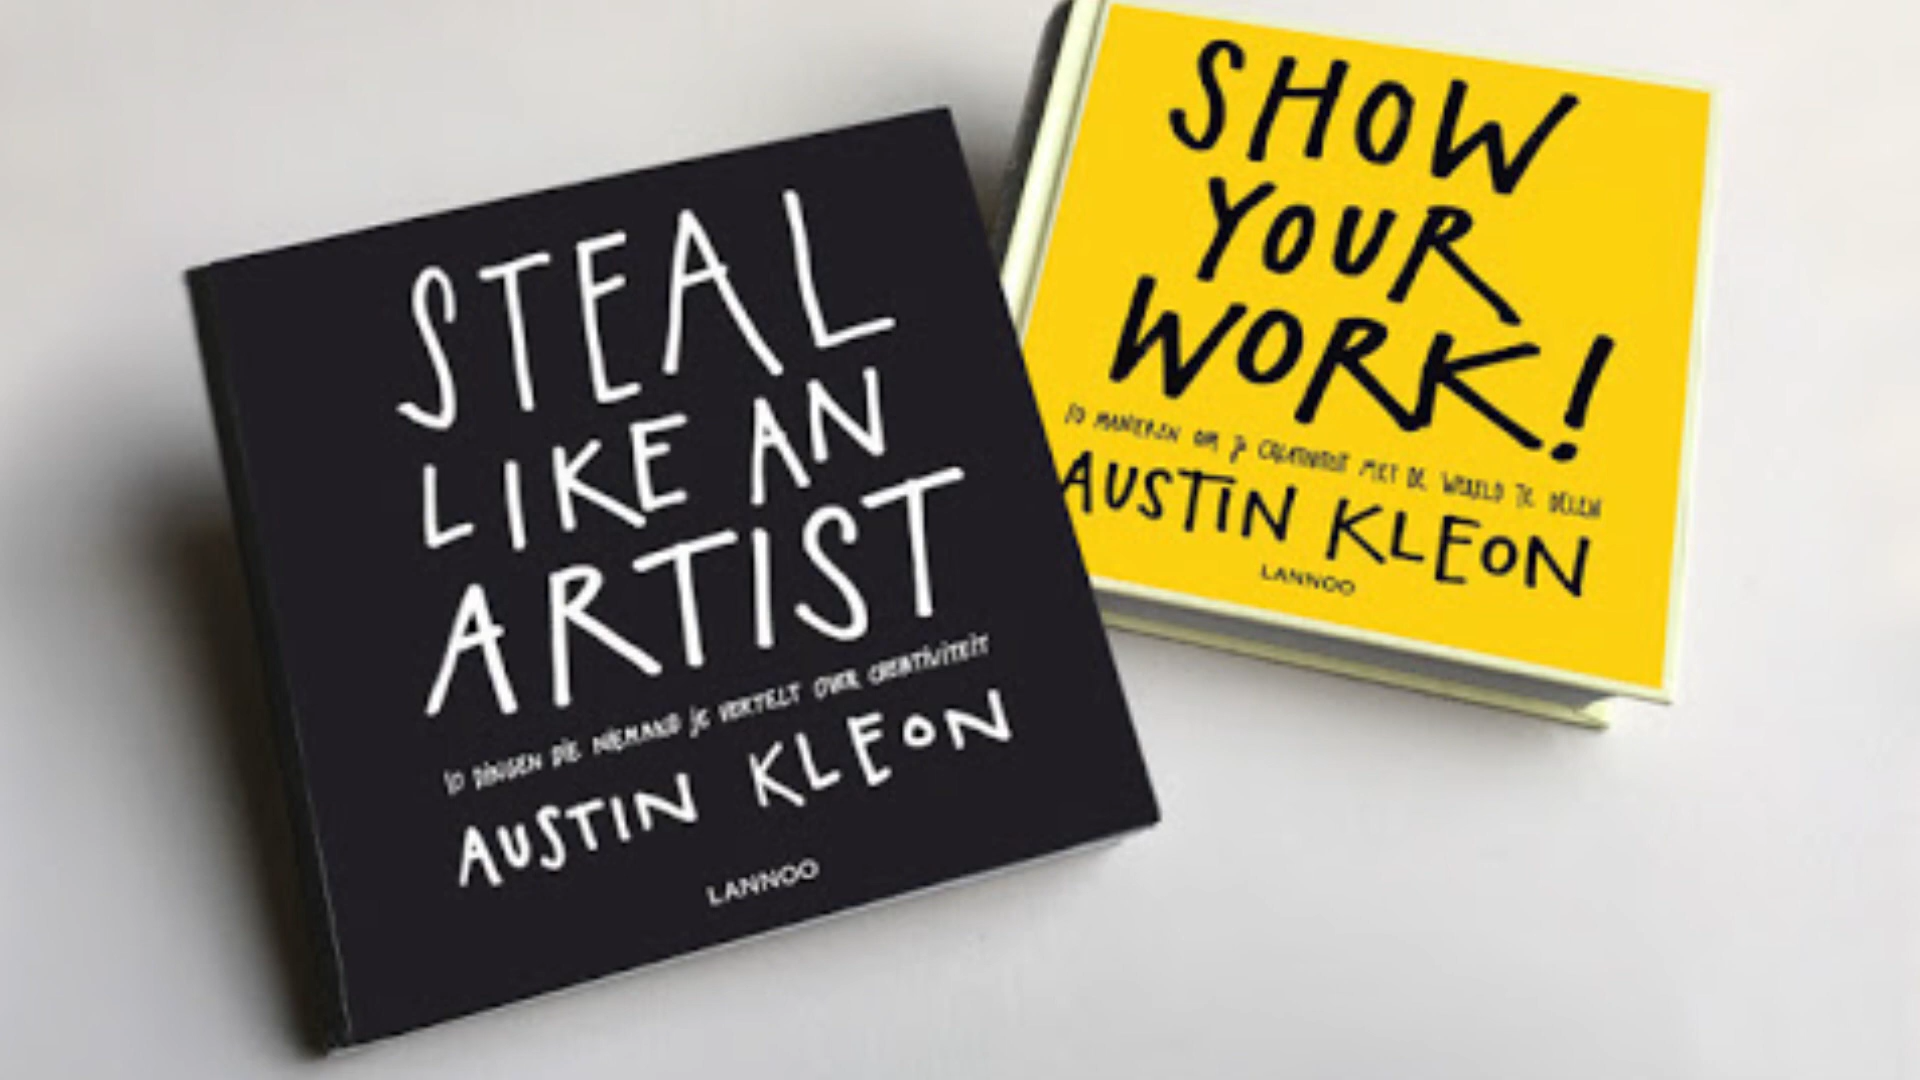 STEAL
LIKE AN
ARTIST
10 DINGEN DIE NIEMAND JE VERTELT OVER CREATIVITEIT
AUSTIN KLEON
LANNOO
SHOW
YOUR
WORK!
10 MANIEREN OM JE CREATIVITEIT MET DE WERELD TE DELEN
AUSTIN KLEON
LANNOO